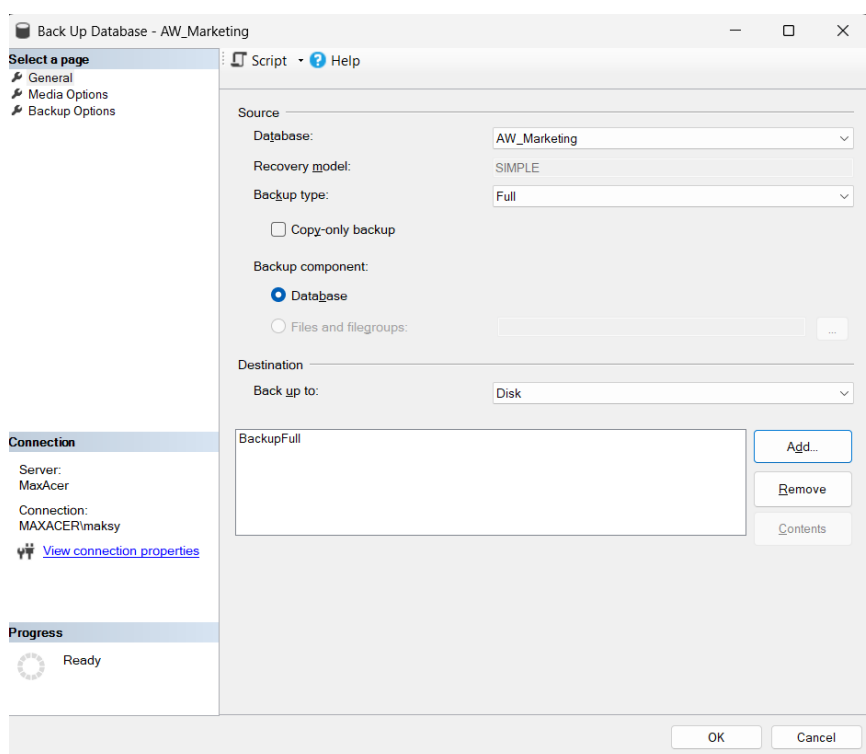 Back Up Database - AW_Marketing
Select a page
General
Media Options
Backup Options
Script
Help
Source
Database:
AW_Marketing
Recovery model:
SIMPLE
Backup type:
Full
Copy-only backup
Backup component:
Database
Files and filegroups:
...
Destination
Back up to:
Disk
BackupFull
Add...
Remove
Contents
Connection
Server:
MaxAcer
Connection:
MAXACER\maksy
View connection properties
Progress
Ready
OK
Cancel